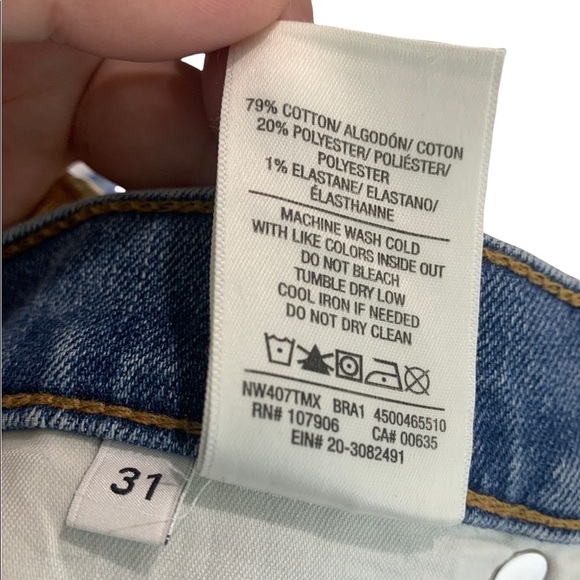 79% COTTON/ ALGODÓN/ COTON
20% POLYESTER/ POLIÉSTER/
POLYESTER
1% ELASTANE/ ELASTANO/
ÉLASTHANNE
MACHINE WASH COLD
WITH LIKE COLORS INSIDE OUT
DO NOT BLEACH
TUMBLE DRY LOW
COOL IRON IF NEEDED
DO NOT DRY CLEAN
NW407TMX BRA1 4500465510
RN# 107906 CA# 00635
EIN# 20-3082491
31